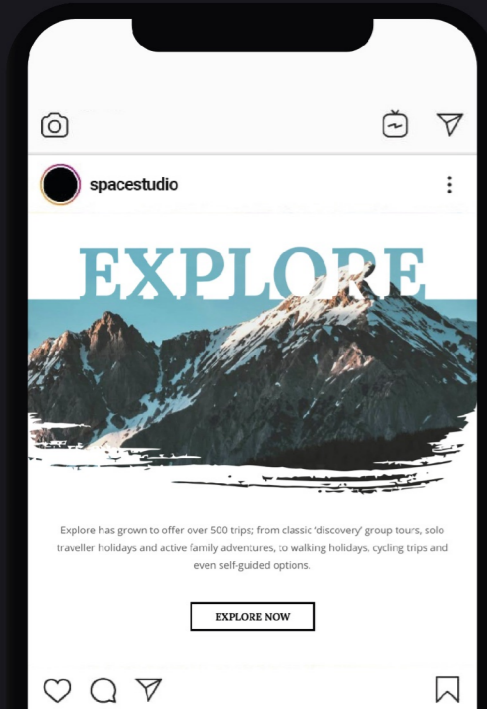 spacestudio
EXPLORE
Explore has grown to offer over 500 trips; from classic 'discovery' group tours, solo
traveller holidays and active family adventures, to walking holidays, cycling trips and
even self-guided options.
EXPLORE NOW